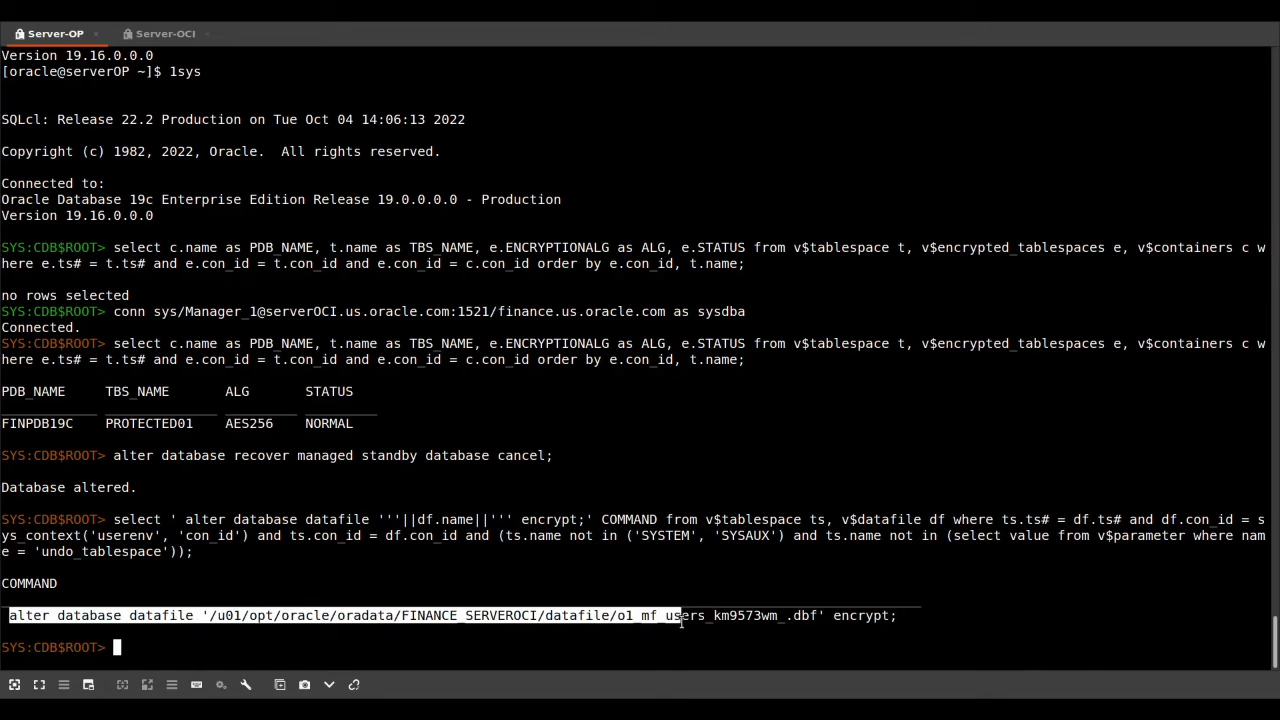 Server-OP × Server-OCI ×
Version 19.16.0.0.0
[oracle@serverOP ~]$ 1sys
SQLcl: Release 22.2 Production on Tue Oct 04 14:06:13 2022
Copyright (c) 1982, 2022, Oracle.  All rights reserved.
Connected to:
Oracle Database 19c Enterprise Edition Release 19.0.0.0.0 - Production
Version 19.16.0.0.0
SYS:CDB$ROOT> select c.name as PDB_NAME, t.name as TBS_NAME, e.ENCRYPTIONALG as ALG, e.STATUS from v$tablespace t, v$encrypted_tablespaces e, v$containers c w
here e.ts# = t.ts# and e.con_id = t.con_id and e.con_id = c.con_id order by e.con_id, t.name;
no rows selected
SYS:CDB$ROOT> conn sys/Manager_1@serverOCI.us.oracle.com:1521/finance.us.oracle.com as sysdba
Connected.
SYS:CDB$ROOT> select c.name as PDB_NAME, t.name as TBS_NAME, e.ENCRYPTIONALG as ALG, e.STATUS from v$tablespace t, v$encrypted_tablespaces e, v$containers c w
here e.ts# = t.ts# and e.con_id = t.con_id and e.con_id = c.con_id order by e.con_id, t.name;
PDB_NAME TBS_NAME ALG STATUS
FINPDB19C PROTECTED01 AES256 NORMAL
SYS:CDB$ROOT> alter database recover managed standby database cancel;
Database altered.
SYS:CDB$ROOT> select ' alter database datafile '''||df.name||''' encrypt;' COMMAND from v$tablespace ts, v$datafile df where ts.ts# = df.ts# and df.con_id = s
ys_context('userenv', 'con_id') and ts.con_id = df.con_id and (ts.name not in ('SYSTEM', 'SYSAUX') and ts.name not in (select value from v$parameter where nam
e = 'undo_tablespace'));
COMMAND
alter database datafile '/u01/opt/oracle/oradata/FINANCE_SERVEROCI/datafile/o1_mf_users_km9573wm_.dbf' encrypt;
SYS:CDB$ROOT>